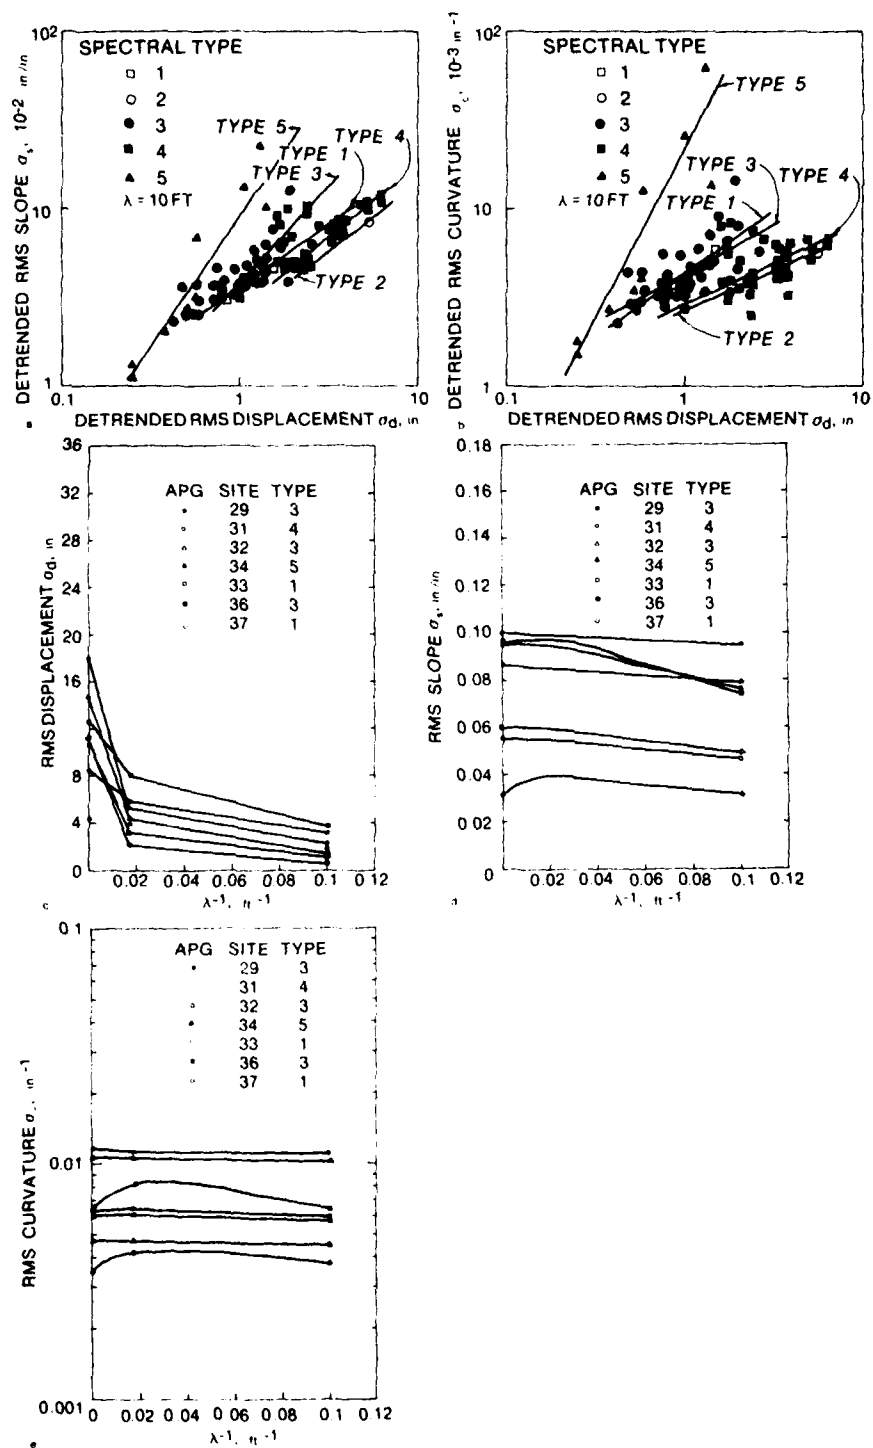 SPECTRAL TYPE
□ 1
○ 2
● 3
■ 4
▲ 5
λ = 10 FT
TYPE 5
TYPE 4
TYPE 1
TYPE 3
TYPE 2
DETRENDED RMS SLOPE σs, 10-2 in/in
10²
10
1
0.1
1
10
DETRENDED RMS DISPLACEMENT σd, in
a
SPECTRAL TYPE
□ 1
○ 2
● 3
■ 4
▲ 5
λ = 10 FT
TYPE 5
TYPE 3
TYPE 4
TYPE 1
TYPE 2
DETRENDED RMS CURVATURE σc, 10-3 in-1
10²
10
1
0.1
1
10
DETRENDED RMS DISPLACEMENT σd, in
b
APG SITE TYPE
29 3
31 4
32 3
34 5
33 1
36 3
37 1
RMS DISPLACEMENT σd, in
36
32
28
24
20
16
12
8
4
0
0.02 0.04 0.06 0.08 0.1 0.12
λ-1, ft-1
c
APG SITE TYPE
29 3
31 4
32 3
34 5
33 1
36 3
37 1
RMS SLOPE σs, in/in
0.18
0.16
0.14
0.12
0.10
0.08
0.06
0.04
0 02
0
0 0.02 0.04 0.06 0.08 0.1 0.12
λ-1, ft-1
APG SITE TYPE
29 3
31 4
32 3
34 5
33 1
36 3
37 1
RMS CURVATURE σ in-1
0.1
0.01
0.001
0 0.02 0 04 0 06 0.08 0.1 0.12
λ-1, ft-1
e